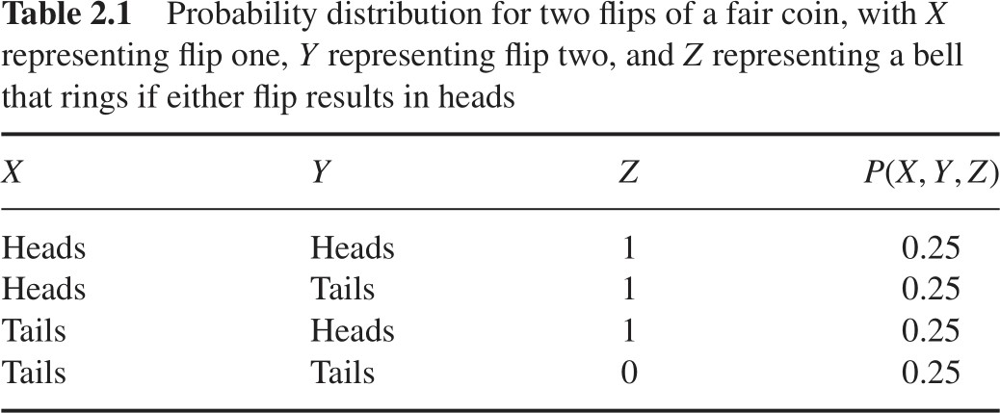 Table 2.1 Probability distribution for two flips of a fair coin, with X
representing flip one, Y representing flip two, and Z representing a bell
that rings if either flip results in heads
X Y Z P(X, Y, Z)
Heads Heads 1 0.25
Heads Tails 1 0.25
Tails Heads 1 0.25
Tails Tails 0 0.25